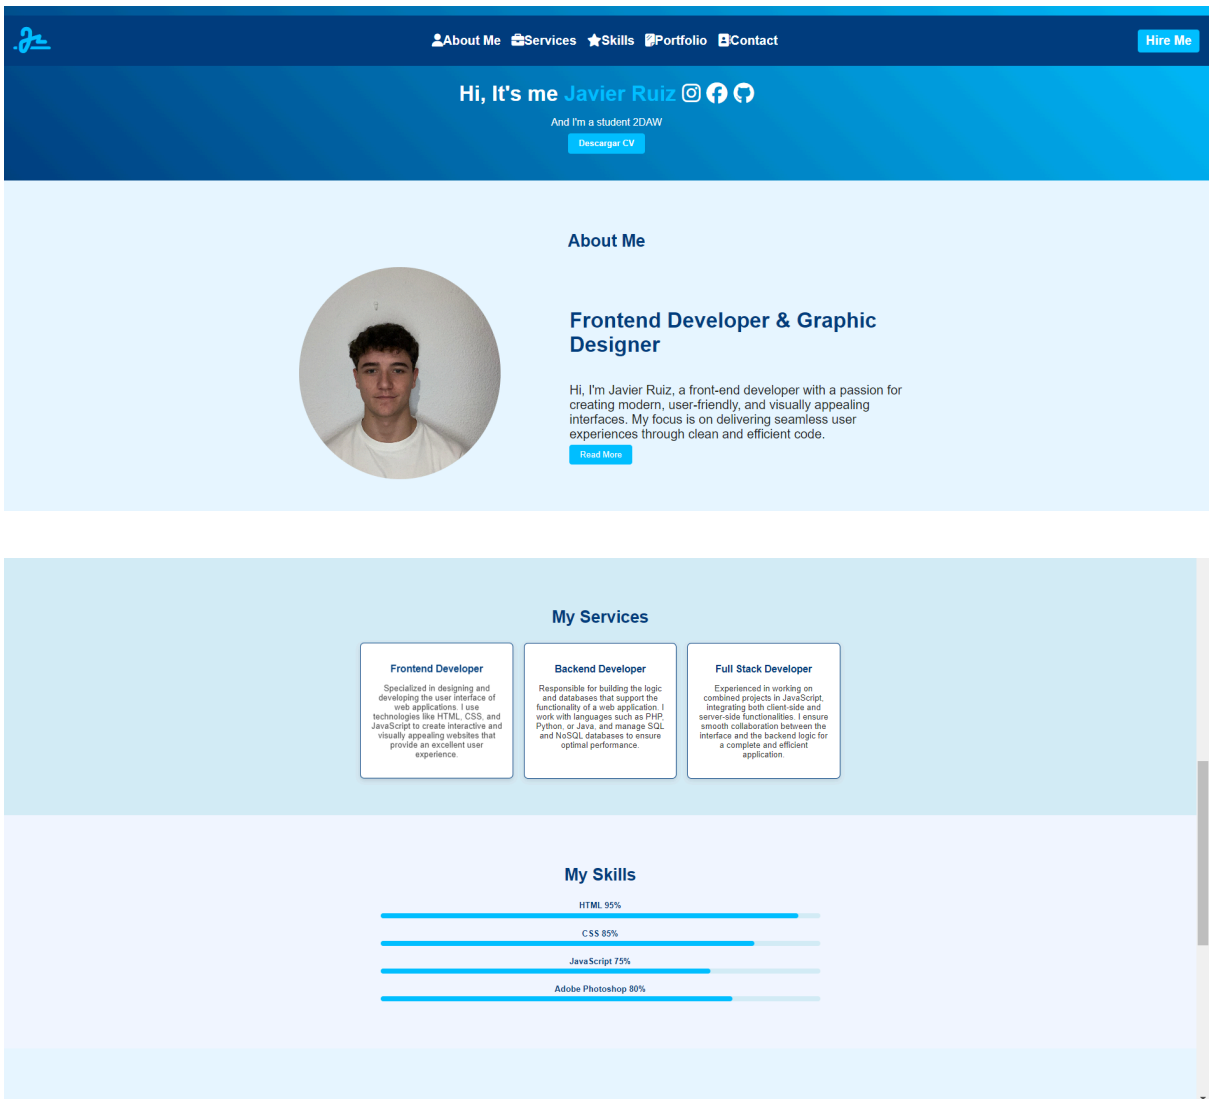 About Me Services Skills Portfolio Contact
Hire Me
Hi, It's me Javier Ruiz
And I'm a student 2DAW
Descargar CV
About Me
Frontend Developer & Graphic
Designer
Hi, I'm Javier Ruiz, a front-end developer with a passion for
creating modern, user-friendly, and visually appealing
interfaces. My focus is on delivering seamless user
experiences through clean and efficient code.
Read More
My Services
Frontend Developer
Specialized in designing and
developing the user interface of
web applications. I use
technologies like HTML, CSS, and
JavaScript to create interactive and
visually appealing websites that
provide an excellent user
experience.
Backend Developer
Responsible for building the logic
and databases that support the
functionality of a web application. I
work with languages such as PHP,
Python, or Java, and manage SQL
and NoSQL databases to ensure
optimal performance.
Full Stack Developer
Experienced in working on
combined projects in JavaScript,
integrating both client-side and
server-side functionalities. I ensure
smooth collaboration between the
interface and the backend logic for
a complete and efficient
application.
My Skills
HTML 95%
CSS 85%
JavaScript 75%
Adobe Photoshop 80%